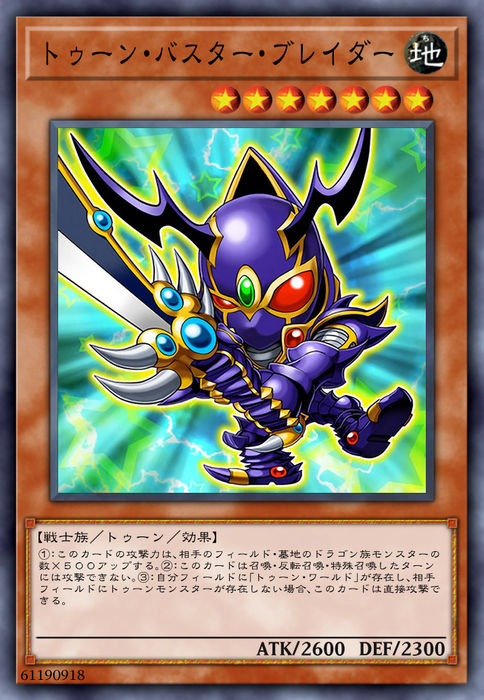 トゥーン・バスター・ブレイダー
ち
地
【戦士族／トゥーン／効果】
①：このカードの攻撃力は、相手のフィールド・墓地のドラゴン族モンスターの
数×５００アップする。②：このカードは召喚・反転召喚・特殊召喚したターン
には攻撃できない。③：自分フィールドに「トゥーン・ワールド」が存在し、相手
フィールドにトゥーンモンスターが存在しない場合、このカードは直接攻撃で
きる。
ATK/2600 DEF/2300
61190918